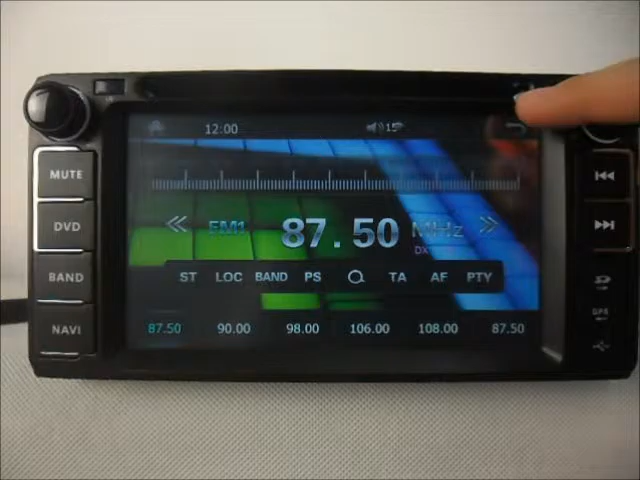 12:00 15
MUTE
DVD
BAND
NAVI
FM1 87.50 MHz
DX
ST LOC BAND PS TA AF PTY
87.50 90.00 98.00 106.00 108.00 87.50
GPS